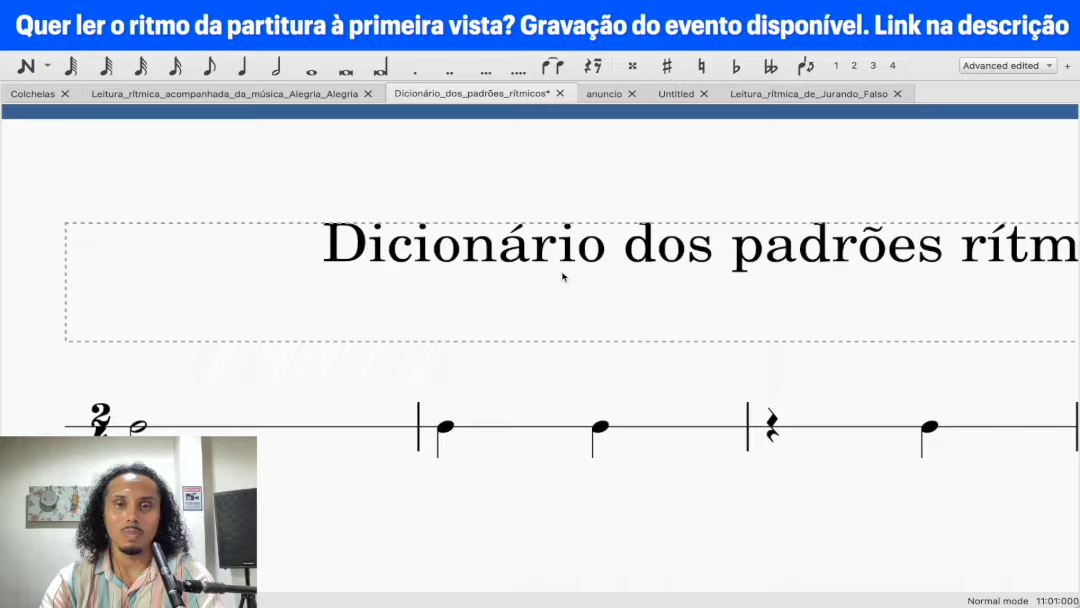 Quer ler o ritmo da partitura à primeira vista? Gravação do evento disponível. Link na descrição
1 2 3 4 Advanced edited +
Colcheias Leitura_rítmica_acompanhada_da_música_Alegria_Alegria Dicionário_dos_padrões_rítmicos* anuncio Untitled Leitura_rítmica_de_Jurando_Falso
Dicionário dos padrões rítm
2
Normal mode 11:01:000